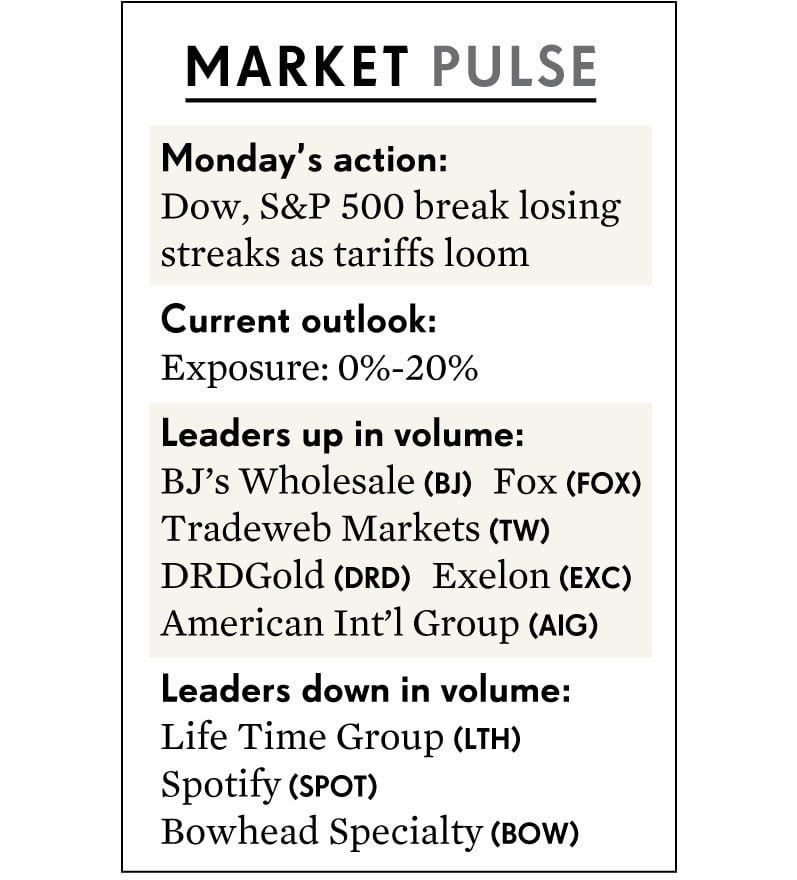 MARKET PULSE
Monday’s action:
Dow, S&P 500 break losing
streaks as tariffs loom
Current outlook:
Exposure: 0%-20%
Leaders up in volume:
BJ’s Wholesale (BJ) Fox (FOX)
Tradeweb Markets (TW)
DRDGold (DRD) Exelon (EXC)
American Int’l Group (AIG)
Leaders down in volume:
Life Time Group (LTH)
Spotify (SPOT)
Bowhead Specialty (BOW)